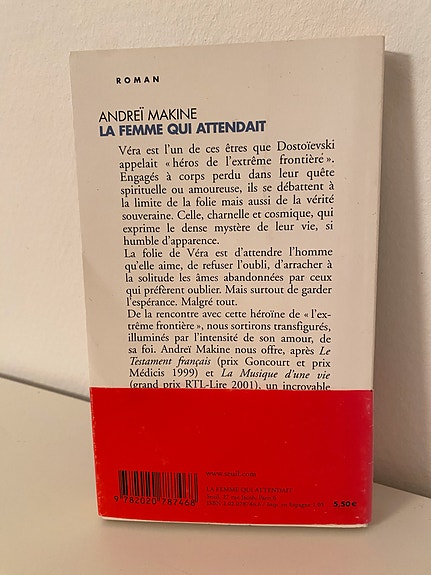 ROMAN
ANDREÏ MAKINE
LA FEMME QUI ATTENDAIT
Véra est l'un de ces êtres que Dostoïevski
appelait « héros de l'extrême frontière ».
Engagés à corps perdu dans leur quête
spirituelle ou amoureuse, ils se débattent à
la limite de la folie mais aussi de la vérité
souveraine. Celle, charnelle et cosmique, qui
exprime le dense mystère de leur vie, si
humble d'apparence.
La folie de Véra est d'attendre l'homme
qu'elle aime, de refuser l'oubli, d'arracher à
la solitude les âmes abandonnées par ceux
qui préfèrent oublier. Mais surtout de garder
l'espérance. Malgré tout.
De la rencontre avec cette héroïne de « l'ex-
trême frontière », nous sortirons transfigurés,
illuminés par l'intensité de son amour, de
sa foi. Andreï Makine nous offre, après Le
Testament français (prix Goncourt et prix
Médicis 1999) et La Musique d'une vie
(grand prix RTL-Lire 2001), un incroyable
www.seuil.com
LA FEMME QUI ATTENDAIT
9 782020 787468
5,50 €